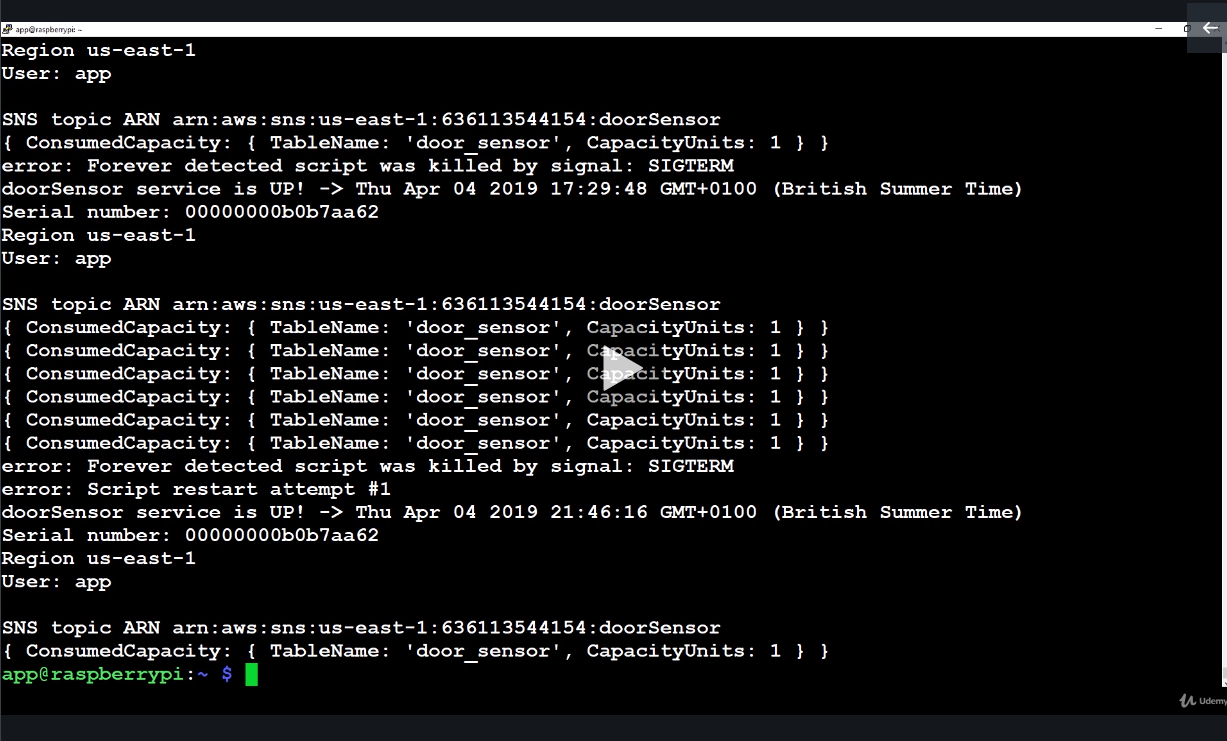 app@raspberrypi: ~
Region us-east-1
User: app
SNS topic ARN arn:aws:sns:us-east-1:636113544154:doorSensor
{ ConsumedCapacity: { TableName: 'door_sensor', CapacityUnits: 1 } }
error: Forever detected script was killed by signal: SIGTERM
doorSensor service is UP! -> Thu Apr 04 2019 17:29:48 GMT+0100 (British Summer Time)
Serial number: 00000000b0b7aa62
Region us-east-1
User: app
SNS topic ARN arn:aws:sns:us-east-1:636113544154:doorSensor
{ ConsumedCapacity: { TableName: 'door_sensor', CapacityUnits: 1 } }
{ ConsumedCapacity: { TableName: 'door_sensor', CapacityUnits: 1 } }
{ ConsumedCapacity: { TableName: 'door_sensor', CapacityUnits: 1 } }
{ ConsumedCapacity: { TableName: 'door_sensor', CapacityUnits: 1 } }
{ ConsumedCapacity: { TableName: 'door_sensor', CapacityUnits: 1 } }
{ ConsumedCapacity: { TableName: 'door_sensor', CapacityUnits: 1 } }
error: Forever detected script was killed by signal: SIGTERM
error: Script restart attempt #1
doorSensor service is UP! -> Thu Apr 04 2019 21:46:16 GMT+0100 (British Summer Time)
Serial number: 00000000b0b7aa62
Region us-east-1
User: app
SNS topic ARN arn:aws:sns:us-east-1:636113544154:doorSensor
{ ConsumedCapacity: { TableName: 'door_sensor', CapacityUnits: 1 } }
app@raspberrypi:~ $
Udemy